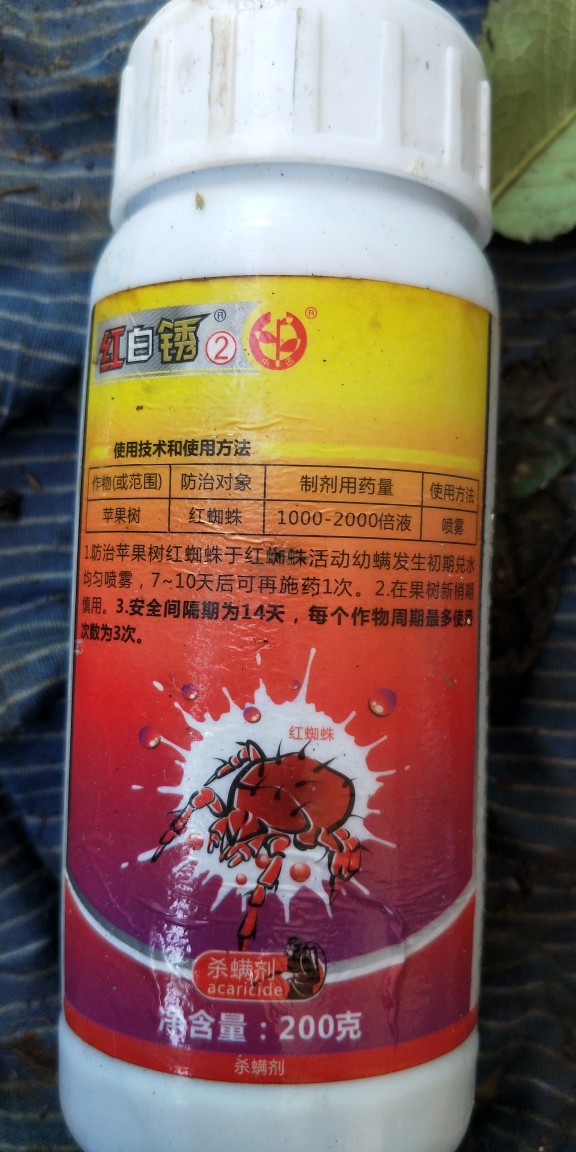 红白锈® ② ®
使用技术和使用方法
作物(或范围) 防治对象 制剂用药量 使用方法
苹果树 红蜘蛛 1000-2000倍液 喷雾
1.防治苹果树红蜘蛛于红蜘蛛活动幼螨发生初期兑水
均匀喷雾，7~10天后可再施药1次。2.在果树新梢期
慎用。3.安全间隔期为14天，每个作物周期最多使用
次数为3次。
红蜘蛛
杀螨剂
acaricide
净含量：200克
杀螨剂